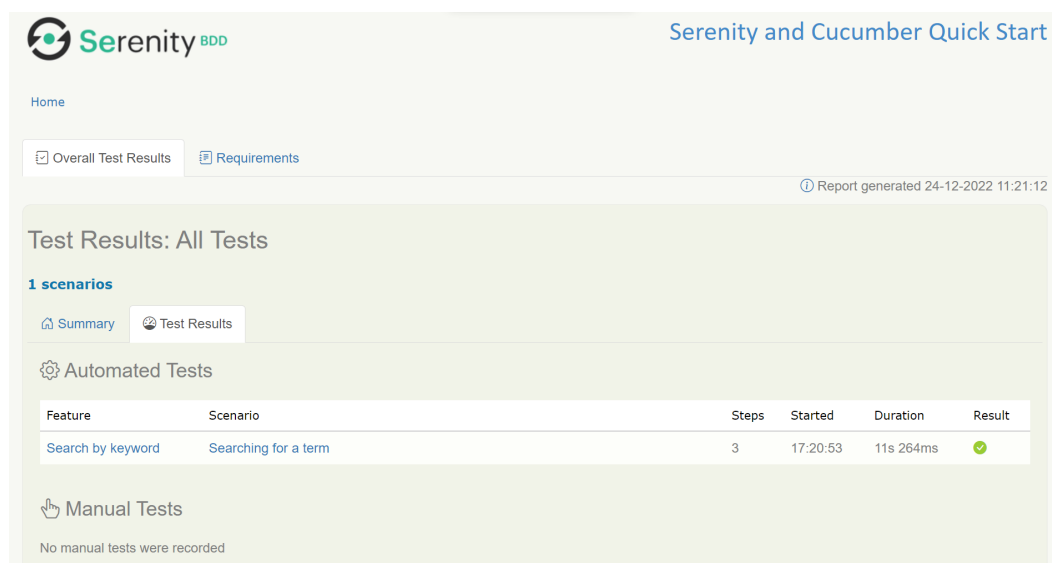 Serenity BDD
Serenity and Cucumber Quick Start
Home
Overall Test Results Requirements
Report generated 24-12-2022 11:21:12
Test Results: All Tests
1 scenarios
Summary Test Results
Automated Tests
Feature Scenario Steps Started Duration Result
Search by keyword Searching for a term 3 17:20:53 11s 264ms
Manual Tests
No manual tests were recorded